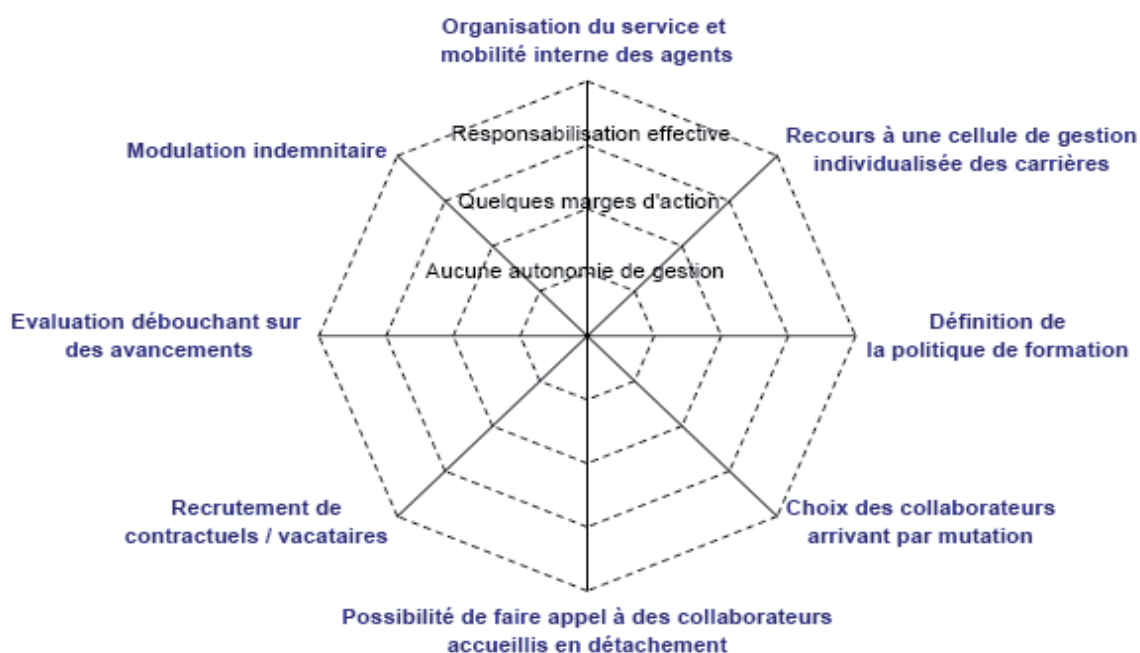 Organisation du service et
mobilité interne des agents
Responsabilisation effective
Modulation indemnitaire
Recours à une cellule de gestion
individualisée des carrières
Quelques marges d'action
Aucune autonomie de gestion
Evaluation débouchant sur
des avancements
Définition de
la politique de formation
Recrutement de
contractuels / vacataires
Choix des collaborateurs
arrivant par mutation
Possibilité de faire appel à des collaborateurs
accueillis en détachement